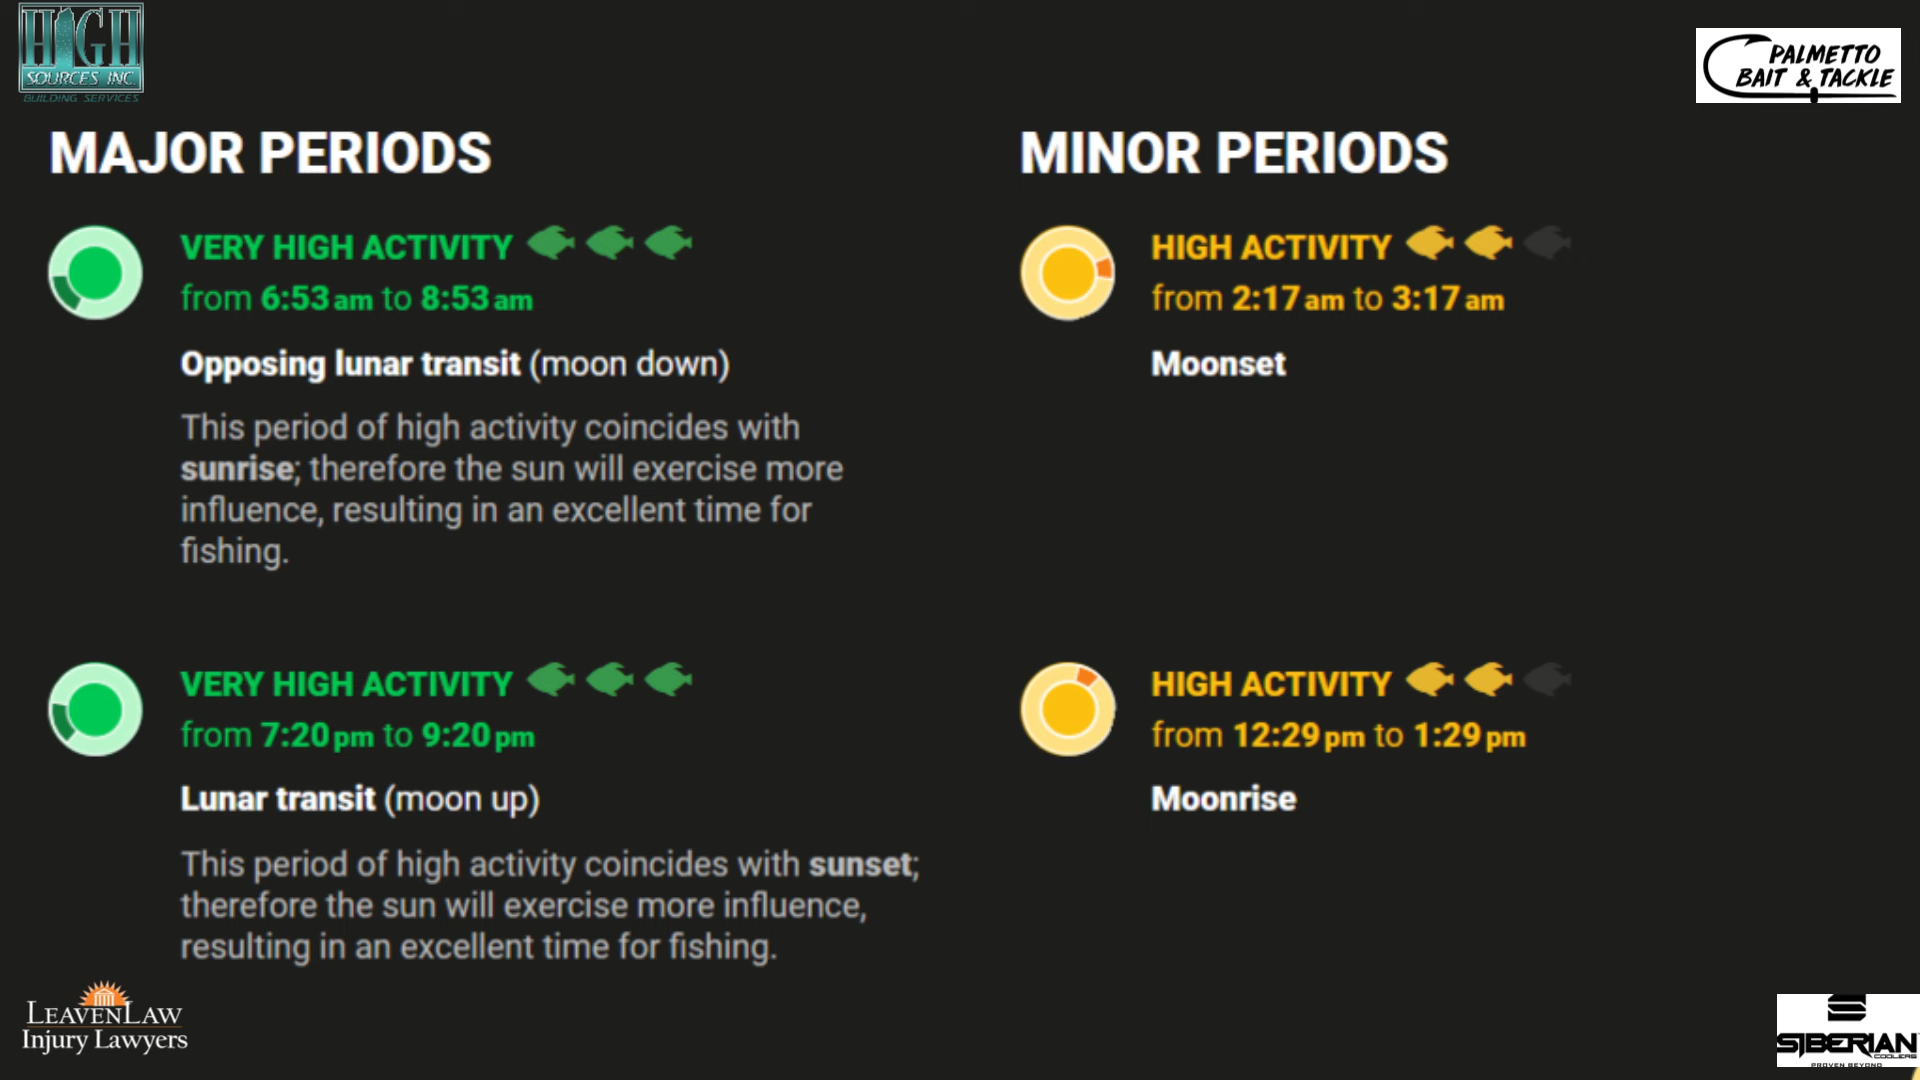 HIGH
SOURCES INC.
BUILDING SERVICES
PALMETTO
BAIT & TACKLE
MAJOR PERIODS
VERY HIGH ACTIVITY
from 6:53 am to 8:53 am
Opposing lunar transit (moon down)
This period of high activity coincides with
sunrise; therefore the sun will exercise more
influence, resulting in an excellent time for
fishing.
VERY HIGH ACTIVITY
from 7:20 pm to 9:20 pm
Lunar transit (moon up)
This period of high activity coincides with sunset;
therefore the sun will exercise more influence,
resulting in an excellent time for fishing.
MINOR PERIODS
HIGH ACTIVITY
from 2:17 am to 3:17 am
Moonset
HIGH ACTIVITY
from 12:29 pm to 1:29 pm
Moonrise
LEAVENLAW
Injury Lawyers
SIBERIAN
COOLERS
PROVEN BEYOND